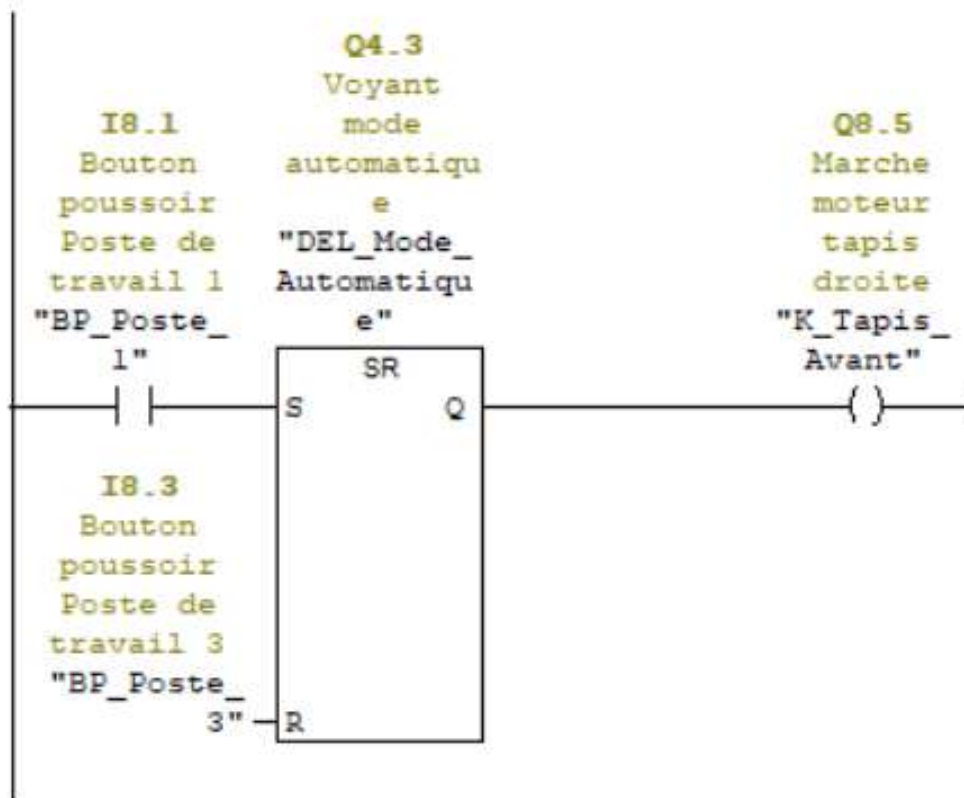 Q4.3
Voyant
mode
automatiqu
e
"DEL_Mode_
Automatiqu
e"
I8.1
Bouton
poussoir
Poste de
travail 1
"BP_Poste_
1"
Q8.5
Marche
moteur
tapis
droite
"K_Tapis_
Avant"
SR
S
Q
I8.3
Bouton
poussoir
Poste de
travail 3
"BP_Poste_
3"
R